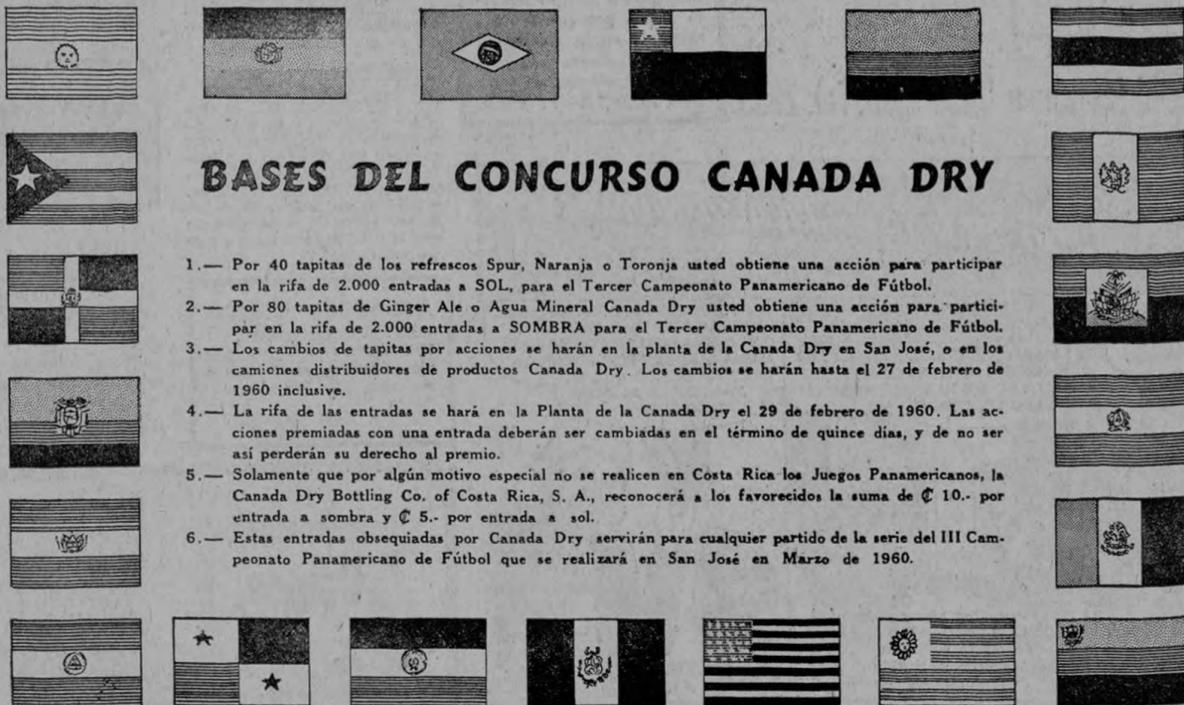 BASES DEL CONCURSO CANADA DRY
1.— Por 40 tapitas de los refrescos Spur, Naranja o Toronja usted obtiene una acción para participar
en la rifa de 2.000 entradas a SOL, para el Tercer Campeonato Panamericano de Fútbol.
2.— Por 80 tapitas de Ginger Ale o Agua Mineral Canada Dry usted obtiene una acción para partici-
par en la rifa de 2.000 entradas a SOMBRA para el Tercer Campeonato Panamericano de Fútbol.
3.— Los cambios de tapitas por acciones se harán en la planta de la Canada Dry en San José, o en los
camiones distribuidores de productos Canada Dry. Los cambios se harán hasta el 27 de febrero de
1960 inclusive.
4.— La rifa de las entradas se hará en la Planta de la Canada Dry el 29 de febrero de 1960. Las ac-
ciones premiadas con una entrada deberán ser cambiadas en el término de quince días, y de no ser
así perderán su derecho al premio.
5.— Solamente que por algún motivo especial no se realicen en Costa Rica los Juegos Panamericanos, la
Canada Dry Bottling Co. of Costa Rica, S. A., reconocerá a los favorecidos la suma de ₡ 10.- por
entrada a sombra y ₡ 5.- por entrada a sol.
6.— Estas entradas obsequiadas por Canada Dry servirán para cualquier partido de la serie del III Cam-
peonato Panamericano de Fútbol que se realizará en San José en Marzo de 1960.